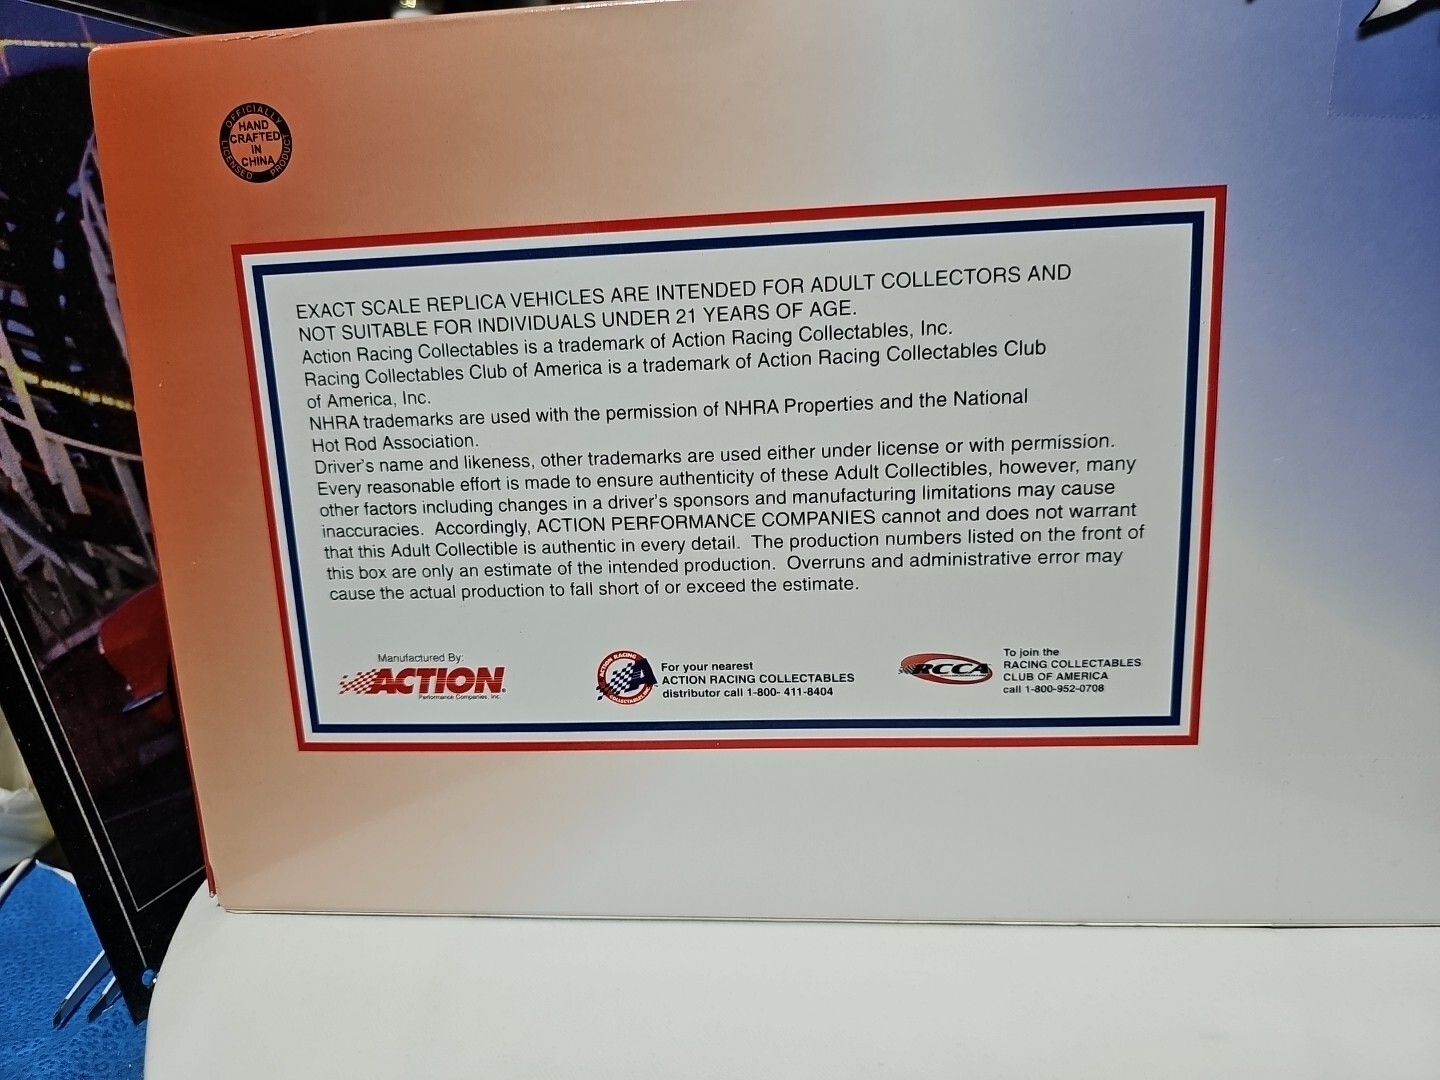 OFFICIALLY
LICENSED PRODUCT
HAND
CRAFTED
IN
CHINA
EXACT SCALE REPLICA VEHICLES ARE INTENDED FOR ADULT COLLECTORS AND
NOT SUITABLE FOR INDIVIDUALS UNDER 21 YEARS OF AGE.
Action Racing Collectables is a trademark of Action Racing Collectables, Inc.
Racing Collectables Club of America is a trademark of Action Racing Collectables Club
of America, Inc.
NHRA trademarks are used with the permission of NHRA Properties and the National
Hot Rod Association.
Driver's name and likeness, other trademarks are used either under license or with permission.
Every reasonable effort is made to ensure authenticity of these Adult Collectibles, however, many
other factors including changes in a driver's sponsors and manufacturing limitations may cause
inaccuracies. Accordingly, ACTION PERFORMANCE COMPANIES cannot and does not warrant
that this Adult Collectible is authentic in every detail. The production numbers listed on the front of
this box are only an estimate of the intended production. Overruns and administrative error may
cause the actual production to fall short of or exceed the estimate.
Manufactured By:
ACTION
Performance Companies, Inc.
ACTION RACING
A
COLLECTABLES
For your nearest
ACTION RACING COLLECTABLES
distributor call 1-800- 411-8404
RCCA
To join the
RACING COLLECTABLES
CLUB OF AMERICA
call 1-800-952-0708